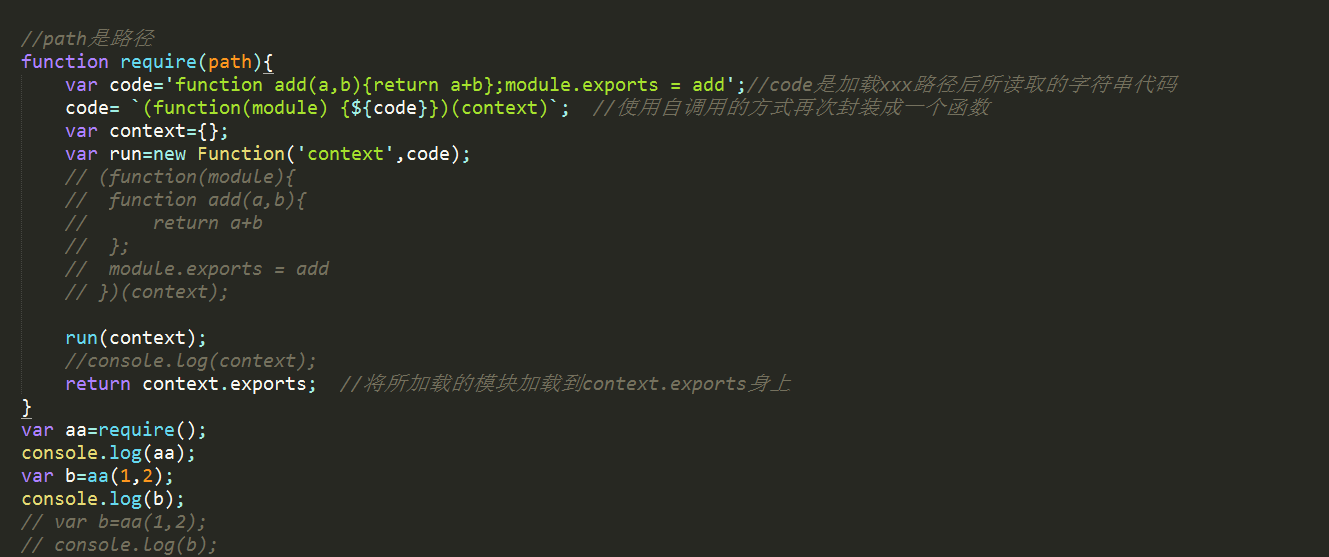 //path是路径
function require(path){
var code='function add(a,b){return a+b};module.exports = add';//code是加载xxx路径后所读取的字符串代码
code= `(function(module) {${code}})(context)`;  //使用自调用的方式再次封装成一个函数
var context={};
var run=new Function('context',code);
// (function(module){
//  function add(a,b){
//      return a+b
//  };
//  module.exports = add
// })(context);
run(context);
//console.log(context);
return context.exports;  //将所加载的模块加载到context.exports身上
}
var aa=require();
console.log(aa);
var b=aa(1,2);
console.log(b);
// var b=aa(1,2);
// console.log(b);